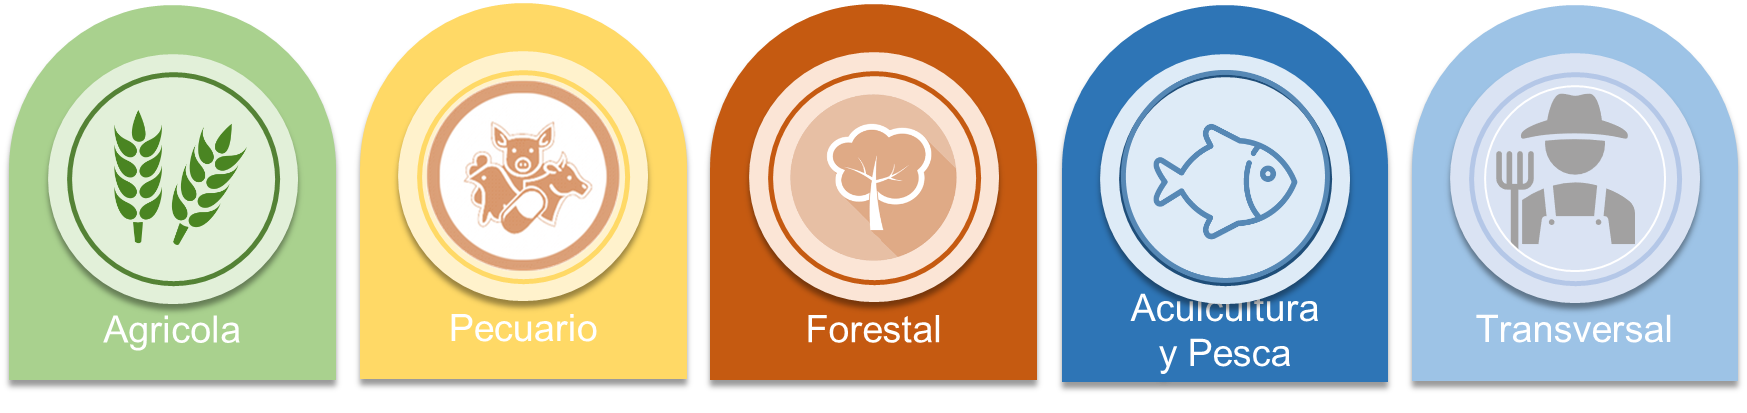 Agricola
Pecuario
Forestal
Acuicultura
y Pesca
Transversal